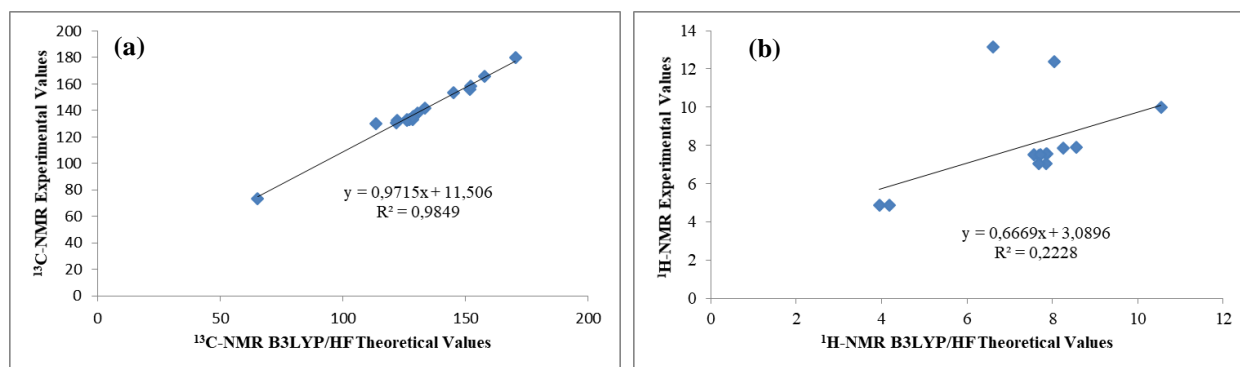 (a)
¹³C-NMR Experimental Values
200
180
160
140
120
100
80
60
40
20
0
y = 0,9715x + 11,506
R² = 0,9849
0 50 100 150 200
¹³C-NMR B3LYP/HF Theoretical Values
(b)
¹H-NMR Experimental Values
14
12
10
8
6
4
2
0
y = 0,6669x + 3,0896
R² = 0,2228
0 2 4 6 8 10 12
¹H-NMR B3LYP/HF Theoretical Values